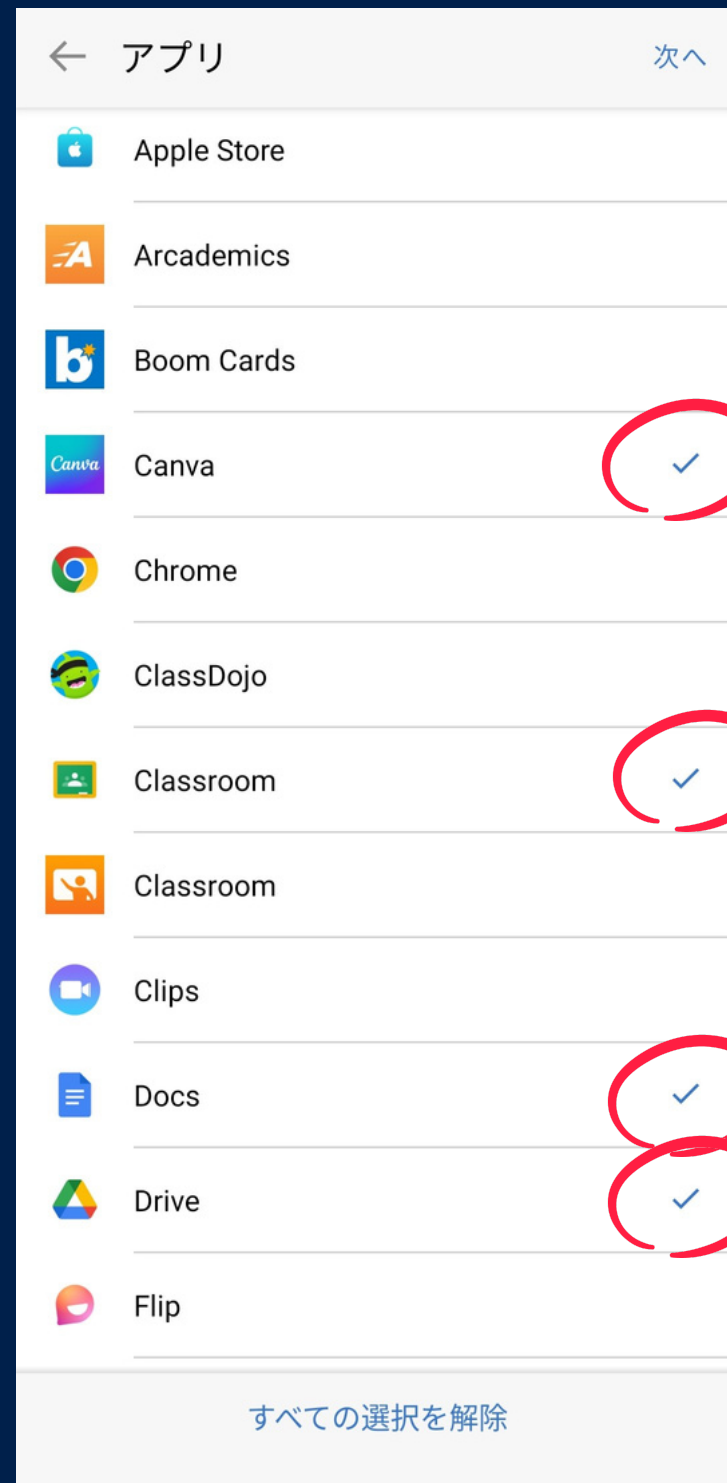 アプリ
次へ
Apple Store
Arcademics
Boom Cards
Canva
Canva
Chrome
ClassDojo
Classroom
Classroom
Clips
Docs
Drive
Flip
すべての選択を解除